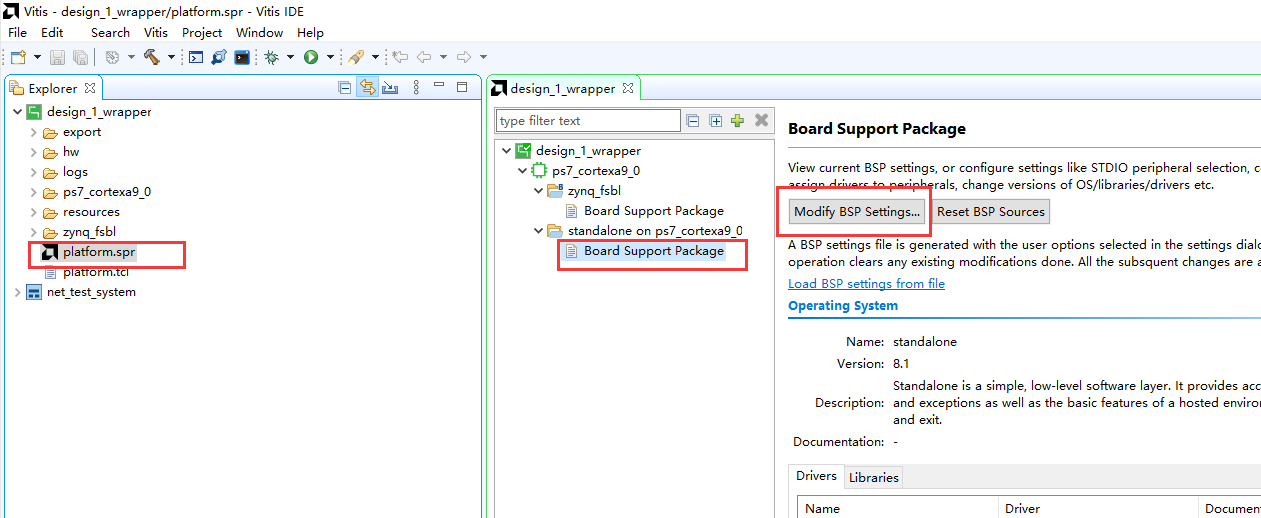 Vitis - design_1_wrapper/platform.spr - Vitis IDE
File Edit Search Vitis Project Window Help
Explorer
design_1_wrapper
export
hw
logs
ps7_cortexa9_0
resources
zynq_fsbl
platform.spr
platform.tcl
net_test_system
design_1_wrapper
type filter text
design_1_wrapper
ps7_cortexa9_0
zynq_fsbl
Board Support Package
standalone on ps7_cortexa9_0
Board Support Package
Board Support Package
View current BSP settings, or configure settings like STDIO peripheral selection, c
assign drivers to peripherals, change versions of OS/libraries/drivers etc.
Modify BSP Settings... Reset BSP Sources
A BSP settings file is generated with the user options selected in the settings dialo
operation clears any existing modifications done. All the subsquent changes are a
Load BSP settings from file
Operating System
Name: standalone
Version: 8.1
Description: Standalone is a simple, low-level software layer. It provides acc
and exceptions as well as the basic features of a hosted enviro
and exit.
Documentation: -
Drivers Libraries
Name Driver Documen